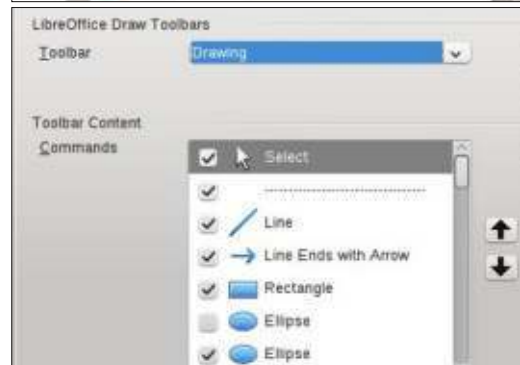 LibreOffice Draw Toolbars
Toolbar Drawing
Toolbar Content
Commands Select
Line
Line Ends with Arrow
Rectangle
Ellipse
Ellipse